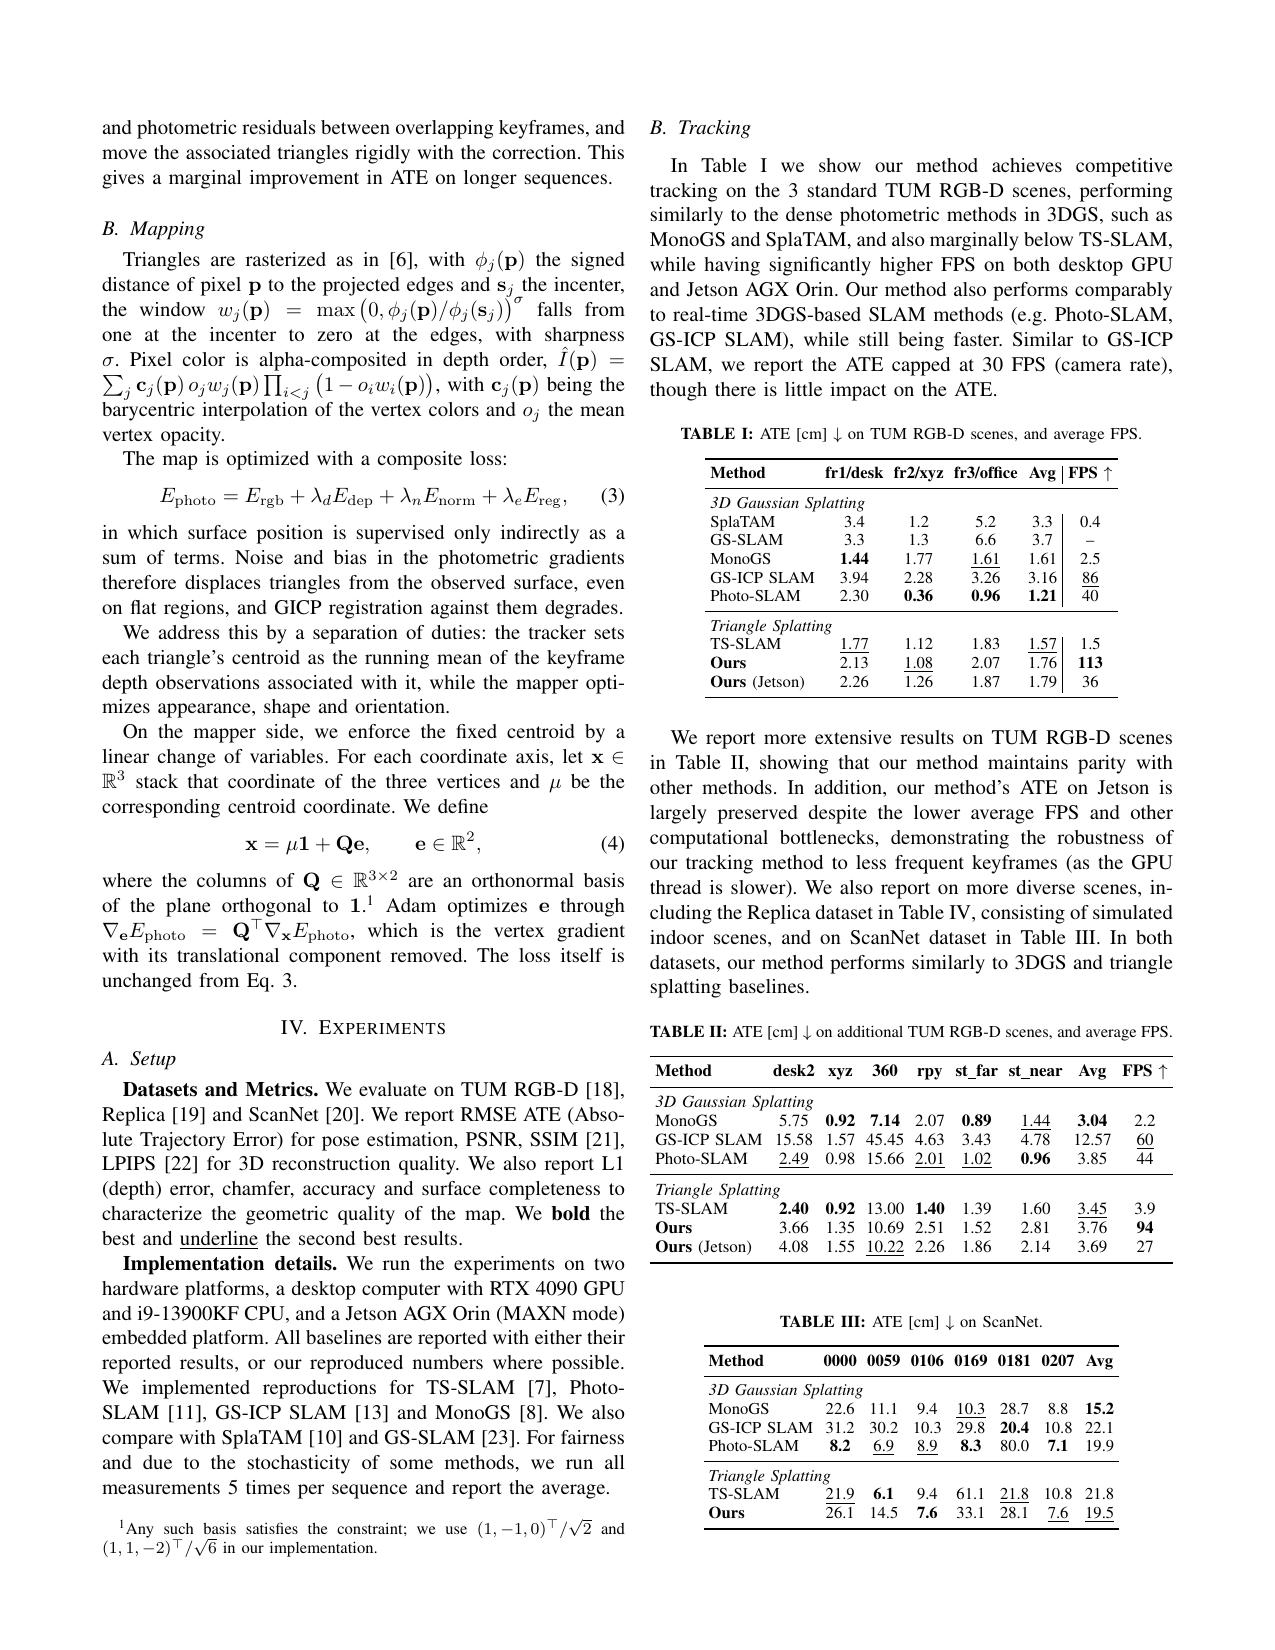 and photometric residuals between overlapping keyframes, and
move the associated triangles rigidly with the correction. This
gives a marginal improvement in ATE on longer sequences.
B. Mapping
Triangles are rasterized as in [6], with ϕⱼ(p) the signed
distance of pixel p to the projected edges and sⱼ the incenter,
the window wⱼ(p) = max (0, ϕⱼ(p)/ϕⱼ(sⱼ))^σ falls from
one at the incenter to zero at the edges, with sharpness
σ. Pixel color is alpha-composited in depth order, Î(p) =
∑ⱼ cⱼ(p) oⱼwⱼ(p) ∏_{i<j} (1 − oᵢwᵢ(p)), with cⱼ(p) being the
barycentric interpolation of the vertex colors and oⱼ the mean
vertex opacity.
The map is optimized with a composite loss:
E_photo = E_rgb + λ_d E_dep + λ_n E_norm + λ_e E_reg, (3)
in which surface position is supervised only indirectly as a
sum of terms. Noise and bias in the photometric gradients
therefore displaces triangles from the observed surface, even
on flat regions, and GICP registration against them degrades.
We address this by a separation of duties: the tracker sets
each triangle's centroid as the running mean of the keyframe
depth observations associated with it, while the mapper opti-
mizes appearance, shape and orientation.
On the mapper side, we enforce the fixed centroid by a
linear change of variables. For each coordinate axis, let x ∈
ℝ³ stack that coordinate of the three vertices and μ be the
corresponding centroid coordinate. We define
x = μ1 + Qe, e ∈ ℝ², (4)
where the columns of Q ∈ ℝ³ˣ² are an orthonormal basis
of the plane orthogonal to 1.¹ Adam optimizes e through
∇ₑE_photo = Q⊤∇ₓE_photo, which is the vertex gradient
with its translational component removed. The loss itself is
unchanged from Eq. 3.
IV. EXPERIMENTS
A. Setup
Datasets and Metrics. We evaluate on TUM RGB-D [18],
Replica [19] and ScanNet [20]. We report RMSE ATE (Abso-
lute Trajectory Error) for pose estimation, PSNR, SSIM [21],
LPIPS [22] for 3D reconstruction quality. We also report L1
(depth) error, chamfer, accuracy and surface completeness to
characterize the geometric quality of the map. We bold the
best and underline the second best results.
Implementation details. We run the experiments on two
hardware platforms, a desktop computer with RTX 4090 GPU
and i9-13900KF CPU, and a Jetson AGX Orin (MAXN mode)
embedded platform. All baselines are reported with either their
reported results, or our reproduced numbers where possible.
We implemented reproductions for TS-SLAM [7], Photo-
SLAM [11], GS-ICP SLAM [13] and MonoGS [8]. We also
compare with SplaTAM [10] and GS-SLAM [23]. For fairness
and due to the stochasticity of some methods, we run all
measurements 5 times per sequence and report the average.
¹Any such basis satisfies the constraint; we use (1, −1, 0)⊤/√2 and
(1, 1, −2)⊤/√6 in our implementation.
B. Tracking
In Table I we show our method achieves competitive
tracking on the 3 standard TUM RGB-D scenes, performing
similarly to the dense photometric methods in 3DGS, such as
MonoGS and SplaTAM, and also marginally below TS-SLAM,
while having significantly higher FPS on both desktop GPU
and Jetson AGX Orin. Our method also performs comparably
to real-time 3DGS-based SLAM methods (e.g. Photo-SLAM,
GS-ICP SLAM), while still being faster. Similar to GS-ICP
SLAM, we report the ATE capped at 30 FPS (camera rate),
though there is little impact on the ATE.
TABLE I: ATE [cm] ↓ on TUM RGB-D scenes, and average FPS.
Method fr1/desk fr2/xyz fr3/office Avg FPS ↑
3D Gaussian Splatting
SplaTAM 3.4 1.2 5.2 3.3 0.4
GS-SLAM 3.3 1.3 6.6 3.7 –
MonoGS 1.44 1.77 1.61 1.61 2.5
GS-ICP SLAM 3.94 2.28 3.26 3.16 86
Photo-SLAM 2.30 0.36 0.96 1.21 40
Triangle Splatting
TS-SLAM 1.77 1.12 1.83 1.57 1.5
Ours 2.13 1.08 2.07 1.76 113
Ours (Jetson) 2.26 1.26 1.87 1.79 36
We report more extensive results on TUM RGB-D scenes
in Table II, showing that our method maintains parity with
other methods. In addition, our method's ATE on Jetson is
largely preserved despite the lower average FPS and other
computational bottlenecks, demonstrating the robustness of
our tracking method to less frequent keyframes (as the GPU
thread is slower). We also report on more diverse scenes, in-
cluding the Replica dataset in Table IV, consisting of simulated
indoor scenes, and on ScanNet dataset in Table III. In both
datasets, our method performs similarly to 3DGS and triangle
splatting baselines.
TABLE II: ATE [cm] ↓ on additional TUM RGB-D scenes, and average FPS.
Method desk2 xyz 360 rpy st_far st_near Avg FPS ↑
3D Gaussian Splatting
MonoGS 5.75 0.92 7.14 2.07 0.89 1.44 3.04 2.2
GS-ICP SLAM 15.58 1.57 45.45 4.63 3.43 4.78 12.57 60
Photo-SLAM 2.49 0.98 15.66 2.01 1.02 0.96 3.85 44
Triangle Splatting
TS-SLAM 2.40 0.92 13.00 1.40 1.39 1.60 3.45 3.9
Ours 3.66 1.35 10.69 2.51 1.52 2.81 3.76 94
Ours (Jetson) 4.08 1.55 10.22 2.26 1.86 2.14 3.69 27
TABLE III: ATE [cm] ↓ on ScanNet.
Method 0000 0059 0106 0169 0181 0207 Avg
3D Gaussian Splatting
MonoGS 22.6 11.1 9.4 10.3 28.7 8.8 15.2
GS-ICP SLAM 31.2 30.2 10.3 29.8 20.4 10.8 22.1
Photo-SLAM 8.2 6.9 8.9 8.3 80.0 7.1 19.9
Triangle Splatting
TS-SLAM 21.9 6.1 9.4 61.1 21.8 10.8 21.8
Ours 26.1 14.5 7.6 33.1 28.1 7.6 19.5